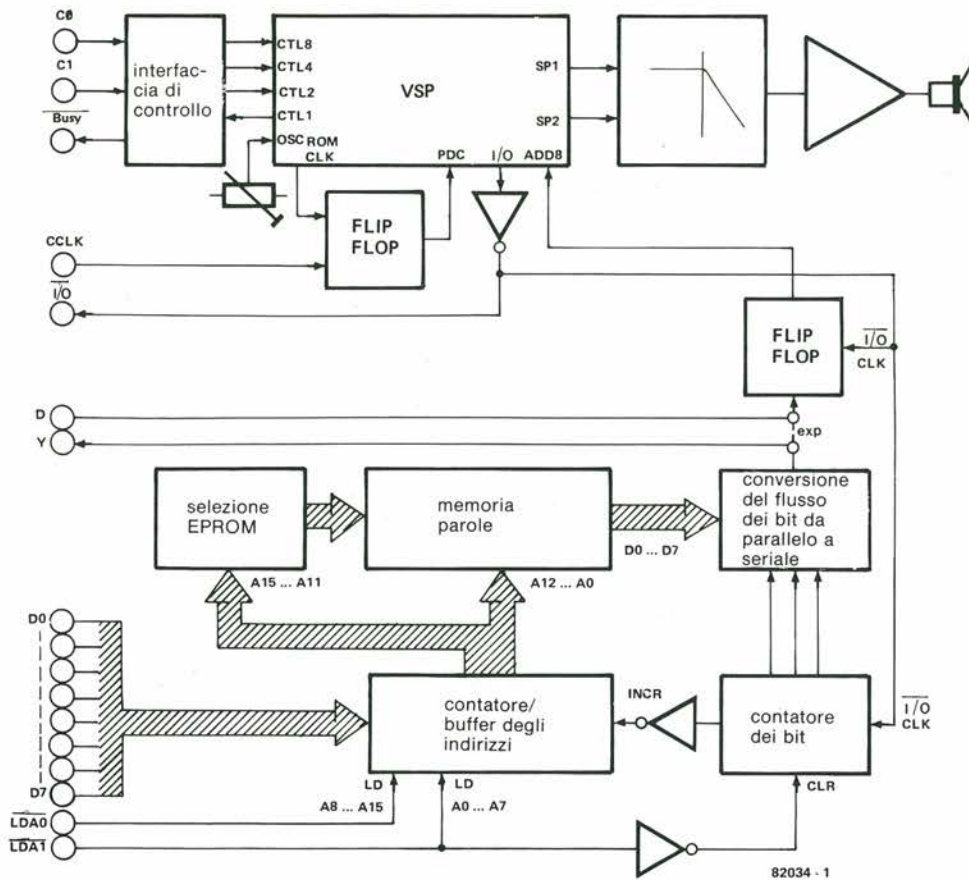 C0
C1
Busy
interfac-
cia di
controllo
CTL8
CTL4
CTL2
CTL1
OSC ROM
CLK
VSP
SP1
SP2
PDC
I/O
ADD8
FLIP
FLOP
CCLK
I/O
FLIP
FLOP
I/O
CLK
D
Y
exp
selezione
EPROM
memoria
parole
conversione
del flusso
dei bit da
parallelo a
seriale
D0 ... D7
A15 ... A11
A12 ... A0
D0
D7
contatore/
buffer degli
indirizzi
INCR
contatore
dei bit
I/O
CLK
LD
LD
CLR
A8 ... A15
A0 ... A7
LDA0
LDA1
82034 - 1